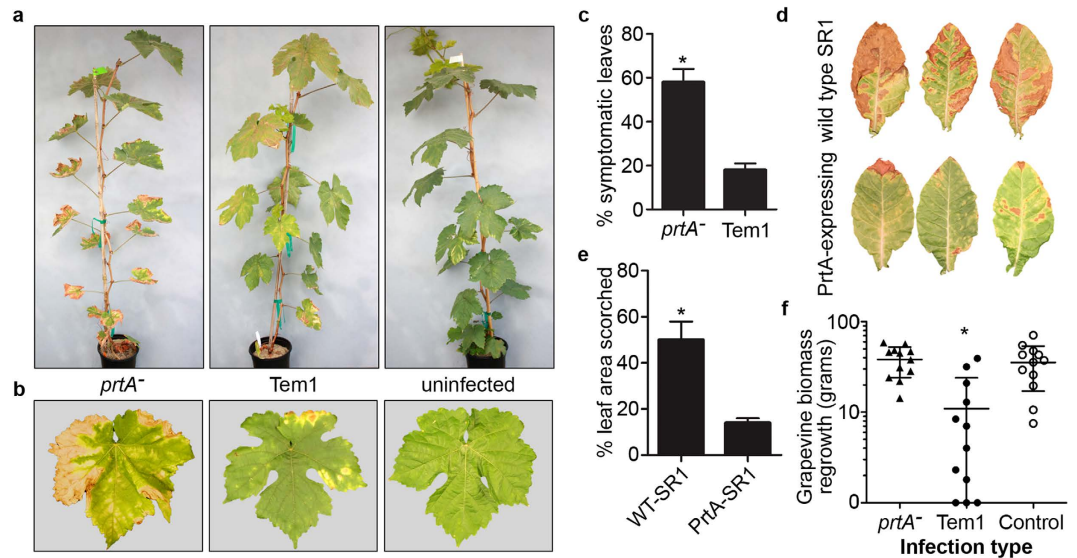 a
prtA-
Tem1
uninfected
b
c
% symptomatic leaves
80
60
40
20
0
*
prtA-
Tem1
d
wild type SR1
PrtA-expressing
e
% leaf area scorched
80
60
40
20
0
*
WT-SR1
PrtA-SR1
f
Grapevine biomass
regrowth (grams)
100
10
0
*
prtA-
Tem1
Control
Infection type